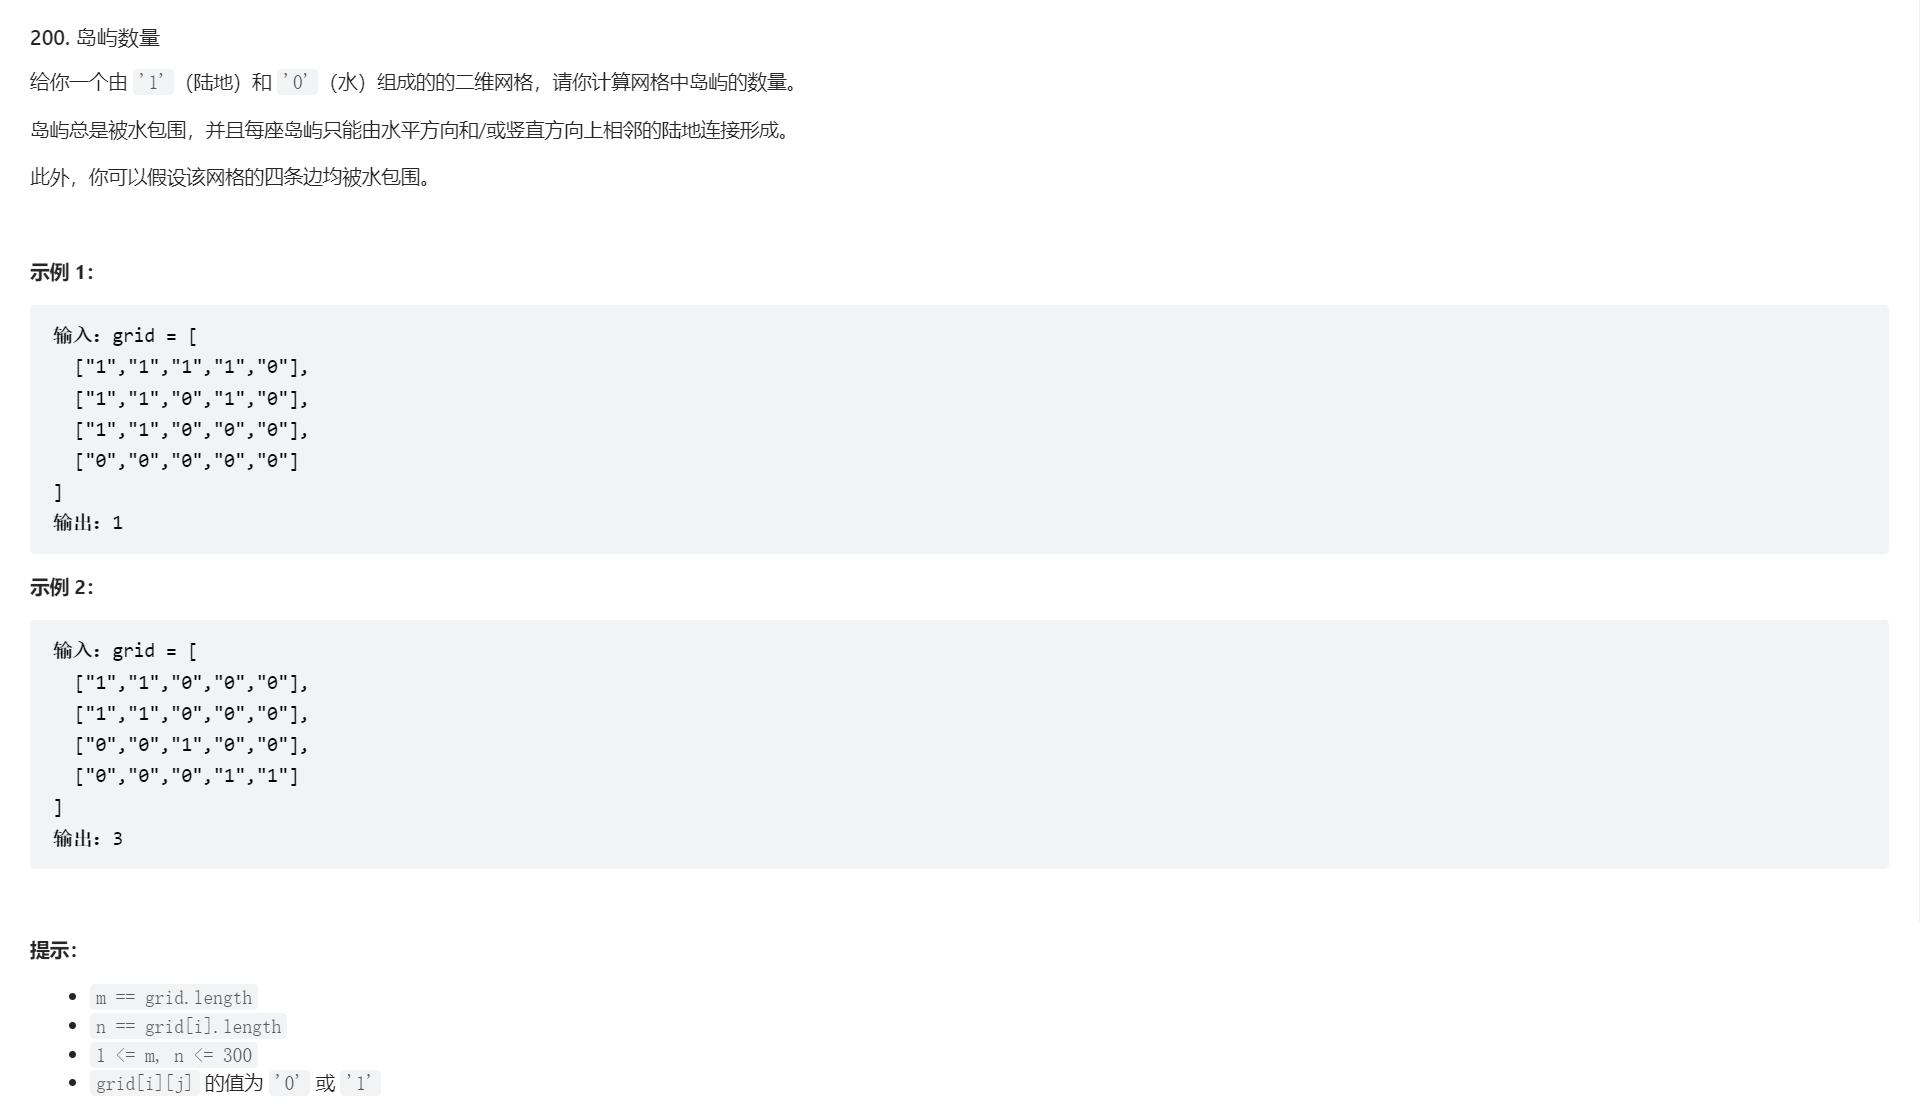 200. 岛屿数量
给你一个由 '1'（陆地）和 '0'（水）组成的的二维网格，请你计算网格中岛屿的数量。
岛屿总是被水包围，并且每座岛屿只能由水平方向和/或竖直方向上相邻的陆地连接形成。
此外，你可以假设该网格的四条边均被水包围。
示例 1：
输入：grid = [
["1","1","1","1","0"],
["1","1","0","1","0"],
["1","1","0","0","0"],
["0","0","0","0","0"]
]
输出：1
示例 2：
输入：grid = [
["1","1","0","0","0"],
["1","1","0","0","0"],
["0","0","1","0","0"],
["0","0","0","1","1"]
]
输出：3
提示：
• m == grid.length
• n == grid[i].length
• 1 <= m, n <= 300
• grid[i][j] 的值为 '0' 或 '1'